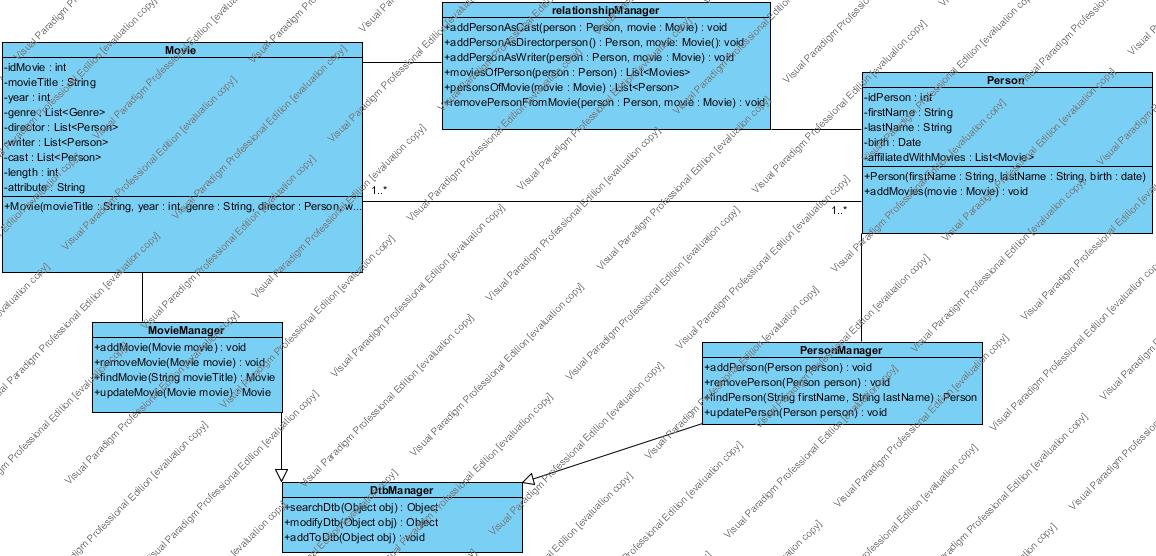 relationshipManager
+addPersonAsCast(person : Person, movie : Movie) : void
+addPersonAsDirectorperson() : Person, movie: Movie(): void
+addPersonAsWriter(person : Person, movie : Movie) : void
+moviesOfPerson(person : Person) : List<Movies>
+personsOfMovie(movie : Movie) : List<Person>
+removePersonFromMovie(person : Person, movie : Movie) : void
Movie
-idMovie : int
-movieTitle : String
-year : int
-genre : List<Genre>
-director : List<Person>
-writer : List<Person>
-cast : List<Person>
-length : int
-attribute : String
+Movie(movieTitle : String, year : int, genre : String, director : Person, w...
Person
-idPerson : int
-firstName : String
-lastName : String
-birth : Date
-affiliatedWithMovies : List<Movie>
+Person(firstName : String, lastName : String, birth : date)
+addMovies(movie : Movie) : void
1..*
1..*
MovieManager
+addMovie(Movie movie) : void
+removeMovie(Movie movie) : void
+findMovie(String movieTitle) : Movie
+updateMovie(Movie movie) : Movie
PersonManager
+addPerson(Person person) : void
+removePerson(Person person) : void
+findPerson(String firstName, String lastName) : Person
+updatePerson(Person person) : void
DtbManager
+searchDtb(Object obj) : Object
+modifyDtb(Object obj) : Object
+addToDtb(Object obj) : void
Visual Paradigm Professional Edition [evaluation copy]